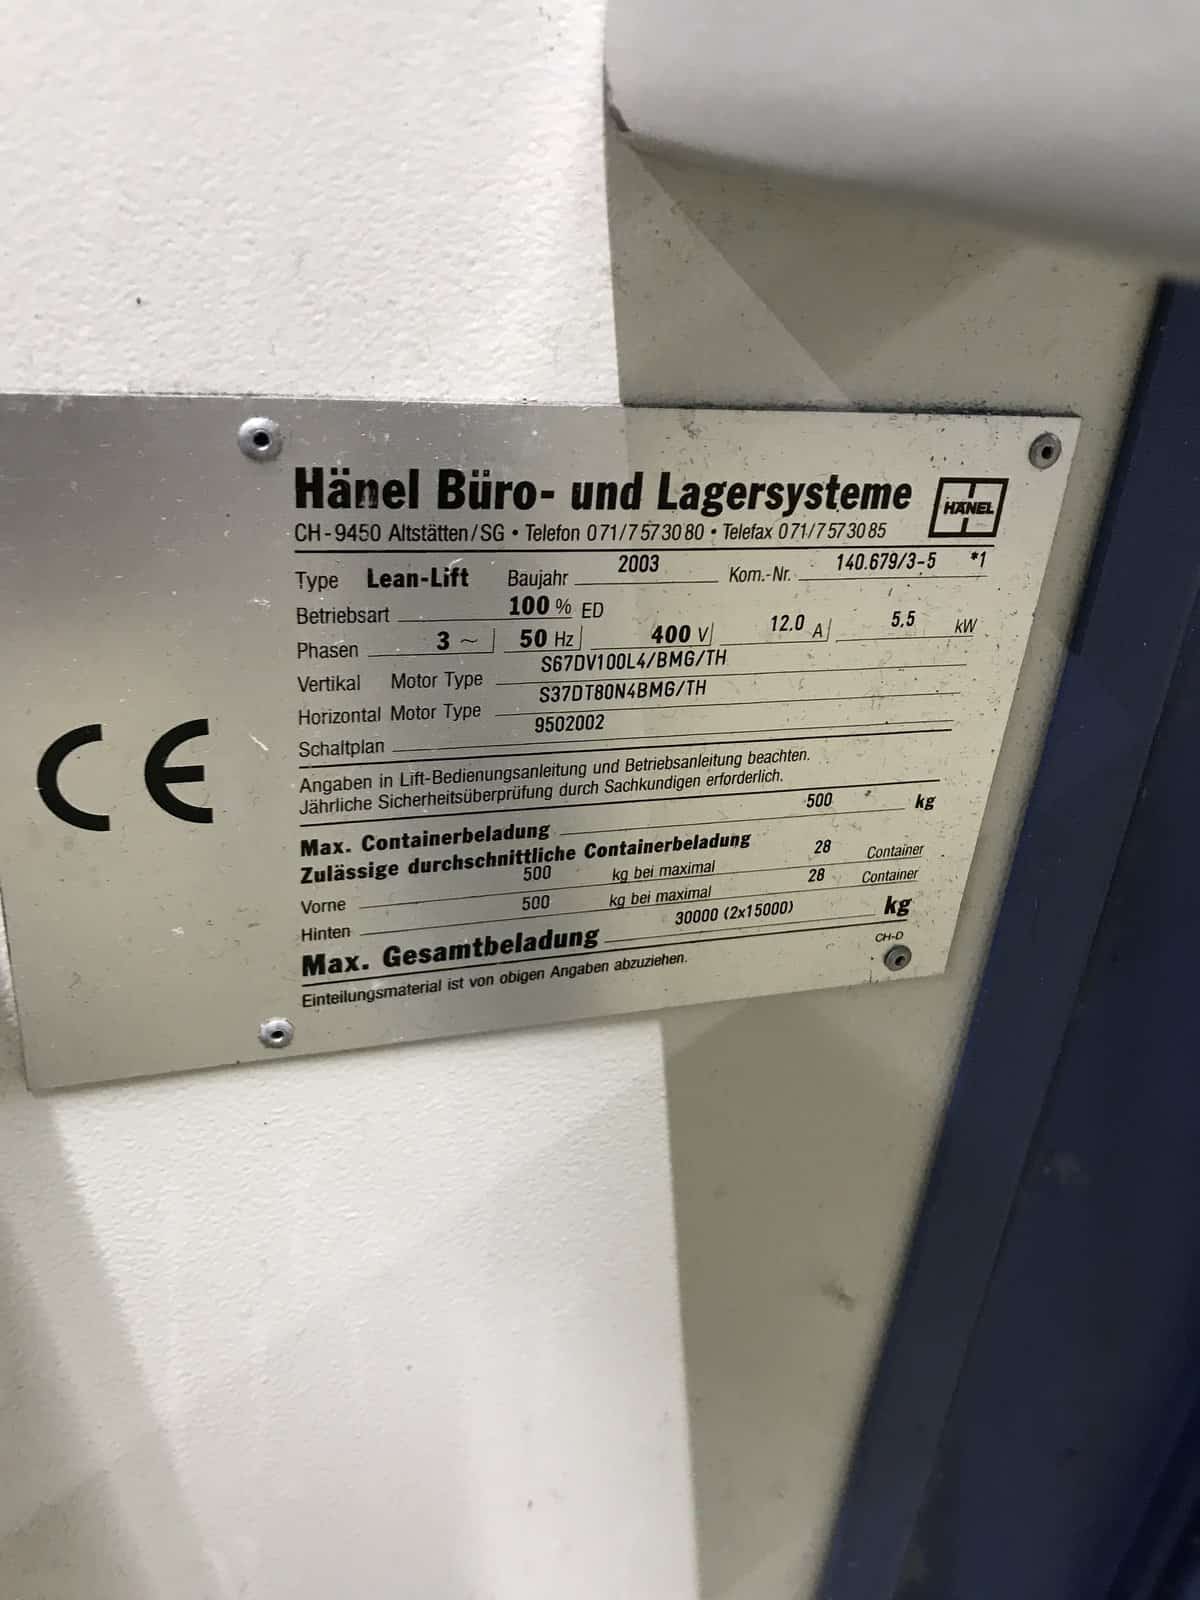 Hänel Büro- und Lagersysteme
HÄNEL
CH-9450 Altstätten/SG • Telefon 071/7573080 • Telefax 071/7573085
Type Lean-Lift Baujahr 2003 Kom.-Nr. 140.679/3-5 *1
Betriebsart 100 % ED
Phasen 3 ~ 50 Hz 400 V 12.0 A 5,5 kW
Vertikal Motor Type S67DV100L4/BMG/TH
Horizontal Motor Type S37DT80N4BMG/TH
Schaltplan 9502002
Angaben in Lift-Bedienungsanleitung und Betriebsanleitung beachten.
Jährliche Sicherheitsüberprüfung durch Sachkundigen erforderlich.
Max. Containerbeladung 500 kg
Zulässige durchschnittliche Containerbeladung
Vorne 500 kg bei maximal 28 Container
Hinten 500 kg bei maximal 28 Container
Max. Gesamtbeladung 30000 (2x15000) kg
Einteilungsmaterial ist von obigen Angaben abzuziehen.
CH-D
CE